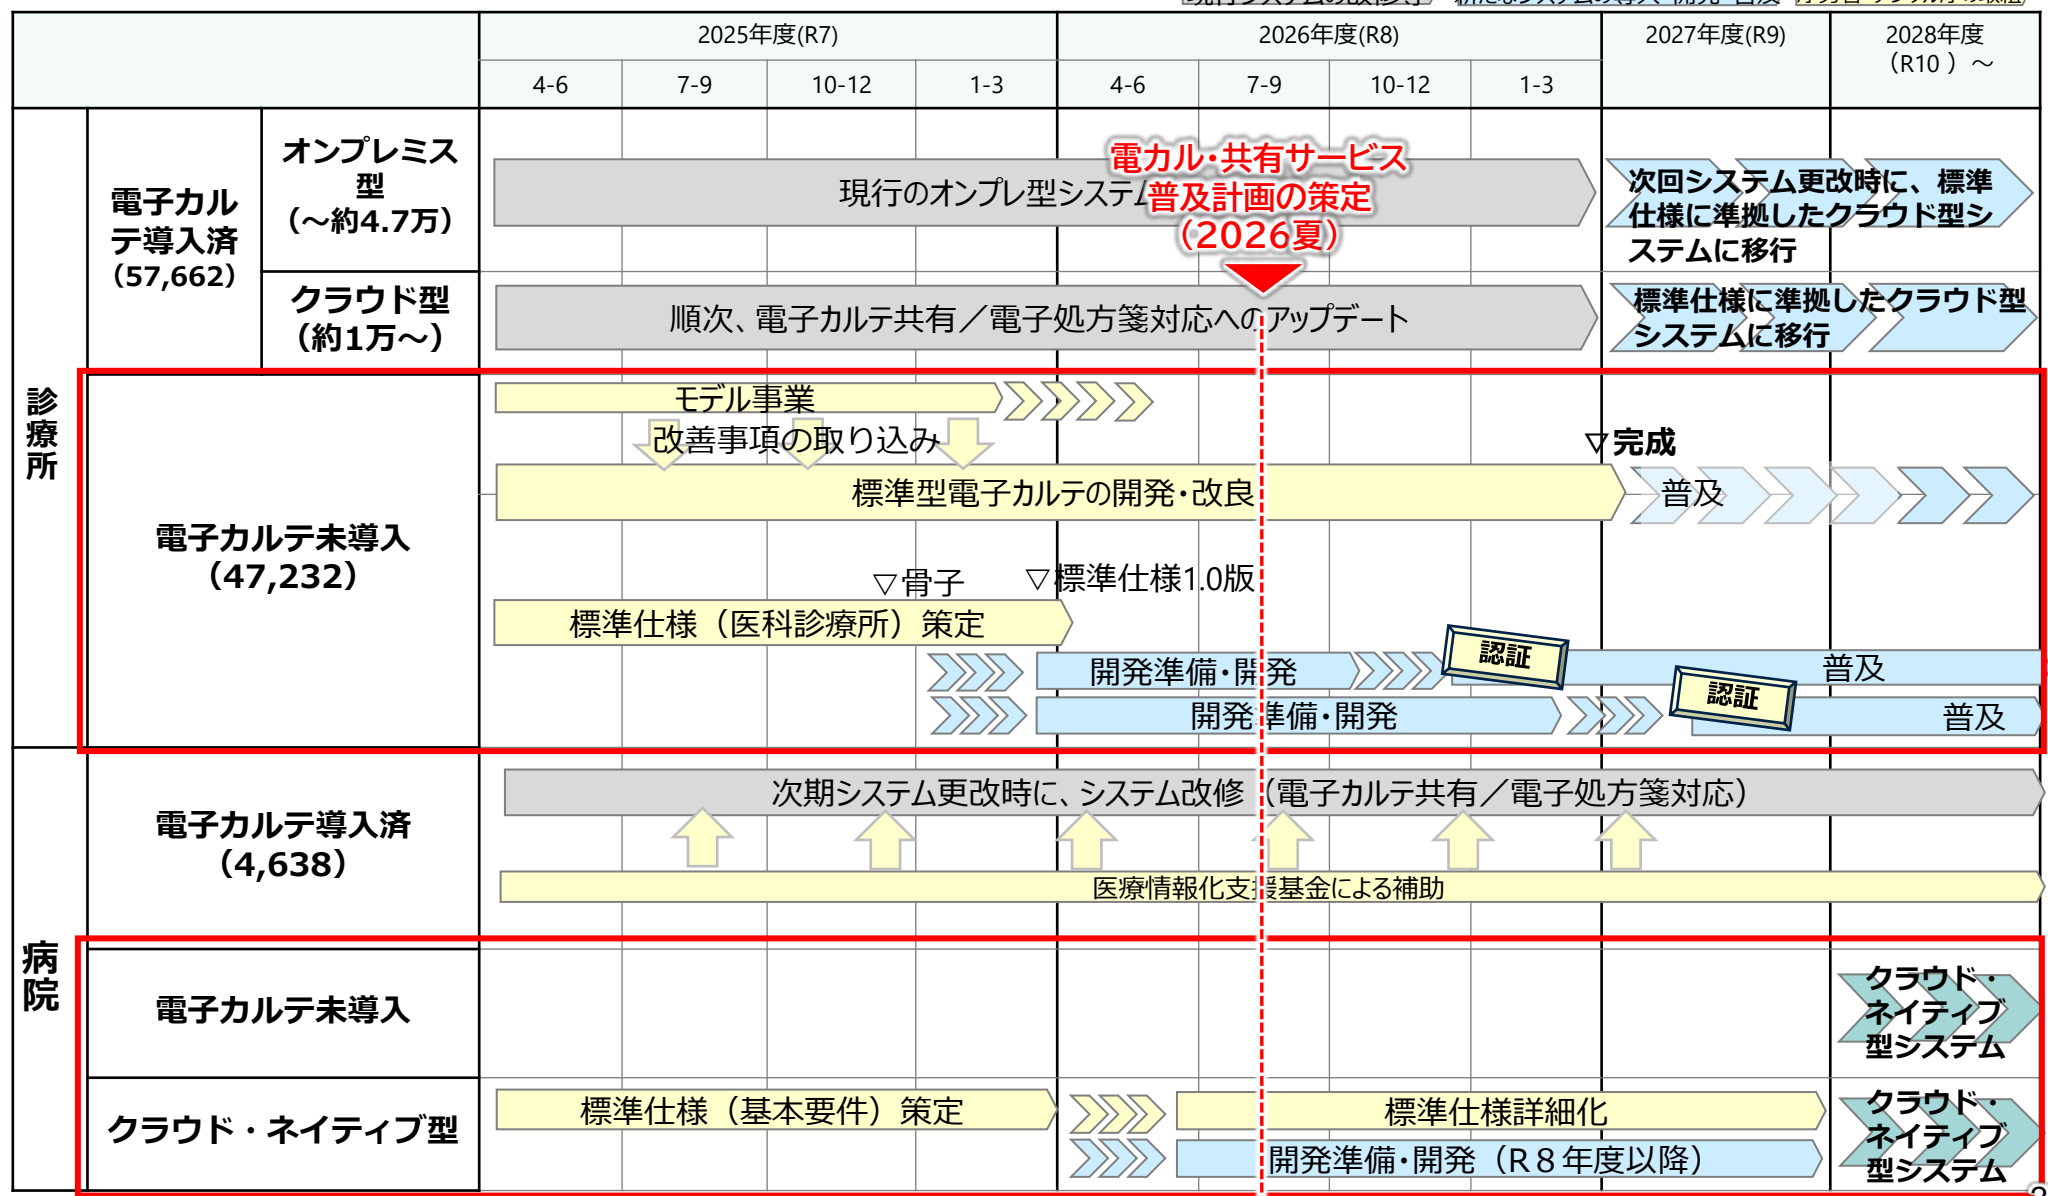 2025年度(R7)
2026年度(R8)
2027年度(R9)
2028年度
（R10 ）～
4-6
7-9
10-12
1-3
4-6
7-9
10-12
1-3
診療所
電子カル
テ導入済
（57,662）
オンプレミス
型
（～約4.7万）
現行のオンプレ型システム
電カル・共有サービス
普及計画の策定
（2026夏）
次回システム更改時に、標準
仕様に準拠したクラウド型シ
ステムに移行
クラウド型
（約1万～）
順次、電子カルテ共有／電子処方箋対応へのアップデート
標準仕様に準拠したクラウド型
システムに移行
電子カルテ未導入
（47,232）
モデル事業
改善事項の取り込み
▽完成
標準型電子カルテの開発・改良
普及
▽骨子
▽標準仕様1.0版
標準仕様（医科診療所）策定
開発準備・開発
認証
普及
開発準備・開発
認証
普及
病院
電子カルテ導入済
（4,638）
次期システム更改時に、システム改修（電子カルテ共有／電子処方箋対応）
医療情報化支援基金による補助
電子カルテ未導入
クラウド・
ネイティブ
型システム
クラウド・ネイティブ型
標準仕様（基本要件）策定
標準仕様詳細化
開発準備・開発（R８年度以降）
クラウド・
ネイティブ
型システム